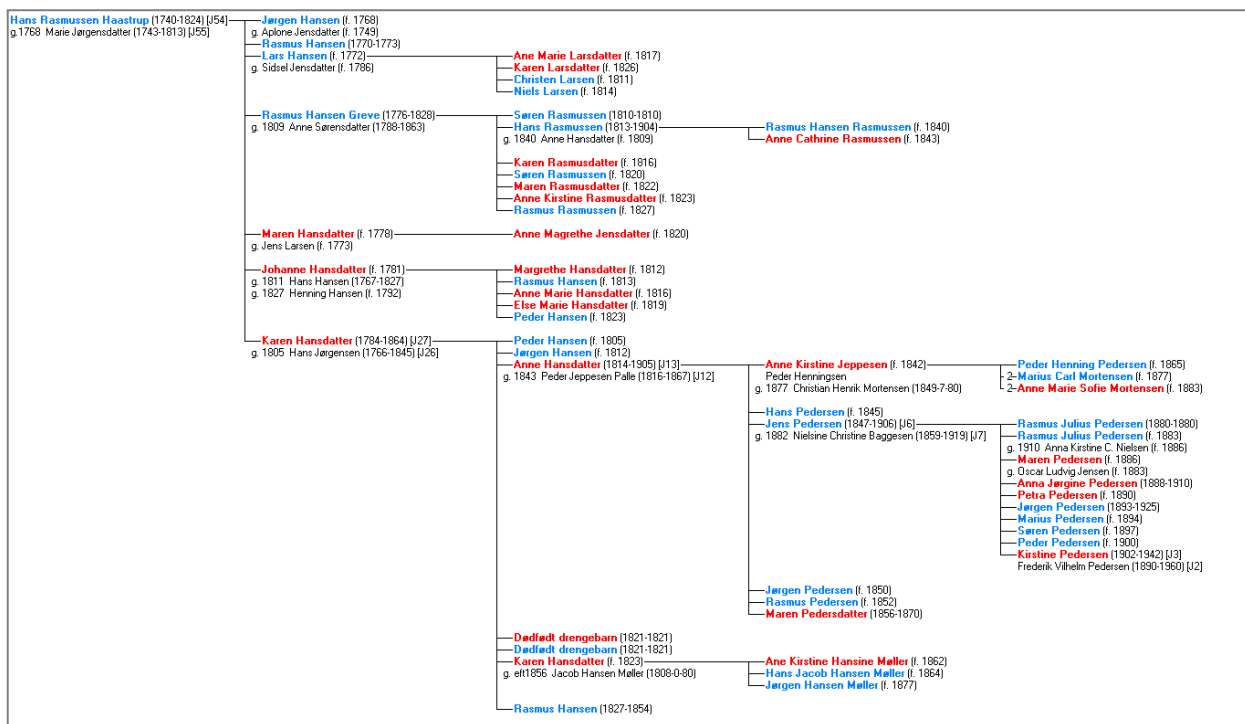 Hans Rasmussen Haastrup (1740-1824) [J54]
g.1768 Marie Jørgensdatter (1743-1813) [J55]
Jørgen Hansen (f. 1768)
g. Aplone Jensdatter (f. 1749)
Rasmus Hansen (1770-1773)
Lars Hansen (f. 1772)
g. Sidsel Jensdatter (f. 1786)
Ane Marie Larsdatter (f. 1817)
Karen Larsdatter (f. 1826)
Christen Larsen (f. 1811)
Niels Larsen (f. 1814)
Rasmus Hansen Greve (1776-1828)
g. 1809 Anne Sørensdatter (1788-1863)
Søren Rasmussen (1810-1810)
Hans Rasmussen (1813-1904)
g. 1840 Anne Hansdatter (f. 1809)
Rasmus Hansen Rasmussen (f. 1840)
Anne Cathrine Rasmussen (f. 1843)
Karen Rasmusdatter (f. 1816)
Søren Rasmussen (f. 1820)
Maren Rasmusdatter (f. 1822)
Anne Kirstine Rasmusdatter (f. 1823)
Rasmus Rasmussen (f. 1827)
Maren Hansdatter (f. 1778)
g. Jens Larsen (f. 1773)
Anne Magrethe Jensdatter (f. 1820)
Johanne Hansdatter (f. 1781)
g. 1811 Hans Hansen (1767-1827)
g. 1827 Henning Hansen (f. 1792)
Margrethe Hansdatter (f. 1812)
Rasmus Hansen (f. 1813)
Anne Marie Hansdatter (f. 1816)
Else Marie Hansdatter (f. 1819)
Peder Hansen (f. 1823)
Karen Hansdatter (1784-1864) [J27]
g. 1805 Hans Jørgensen (1766-1845) [J26]
Peder Hansen (f. 1805)
Jørgen Hansen (f. 1812)
Anne Hansdatter (1814-1905) [J13]
g. 1843 Peder Jeppesen Palle (1816-1867) [J12]
Anne Kirstine Jeppesen (f. 1842)
Peder Henningsen
g. 1877 Christian Henrik Mortensen (1849-7-80)
Peder Henning Pedersen (f. 1865)
2 Marius Carl Mortensen (f. 1877)
2 Anne Marie Sofie Mortensen (f. 1883)
Hans Pedersen (f. 1845)
Jens Pedersen (1847-1906) [J6]
g. 1882 Nielsine Christine Baggesen (1859-1919) [J7]
Rasmus Julius Pedersen (1880-1880)
Rasmus Julius Pedersen (f. 1883)
g. 1910 Anna Kirstine C. Nielsen (f. 1886)
Maren Pedersen (f. 1886)
g. Oscar Ludvig Jensen (f. 1883)
Anna Jørgine Pedersen (1888-1910)
Petra Pedersen (f. 1890)
Jørgen Pedersen (1893-1925)
Marius Pedersen (f. 1894)
Søren Pedersen (f. 1897)
Peder Pedersen (f. 1900)
Kirstine Pedersen (1902-1942) [J3]
Frederik Vilhelm Pedersen (1890-1960) [J2]
Jørgen Pedersen (f. 1850)
Rasmus Pedersen (f. 1852)
Maren Pedersdatter (1856-1870)
Dødfødt drengebarn (1821-1821)
Dødfødt drengebarn (1821-1821)
Karen Hansdatter (f. 1823)
g. eft1856 Jacob Hansen Møller (1808-0-80)
Ane Kirstine Hansine Møller (f. 1862)
Hans Jacob Hansen Møller (f. 1864)
Jørgen Hansen Møller (f. 1877)
Rasmus Hansen (1827-1854)